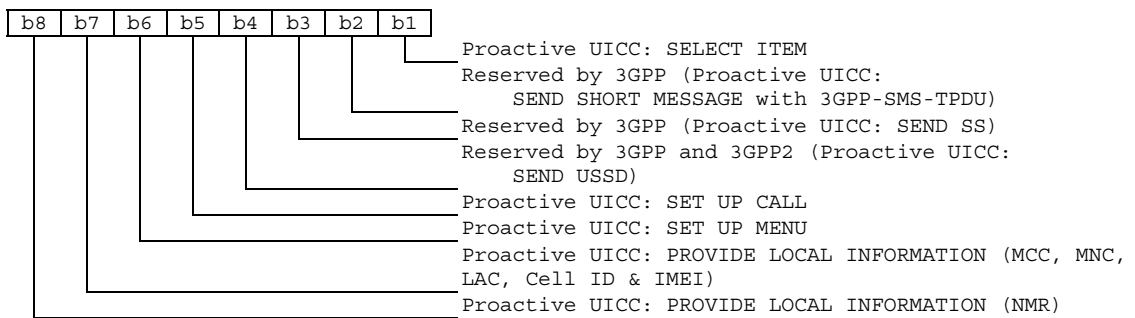 b8 b7 b6 b5 b4 b3 b2 b1
Proactive UICC: SELECT ITEM
Reserved by 3GPP (Proactive UICC:
SEND SHORT MESSAGE with 3GPP-SMS-TPDU)
Reserved by 3GPP (Proactive UICC: SEND SS)
Reserved by 3GPP and 3GPP2 (Proactive UICC:
SEND USSD)
Proactive UICC: SET UP CALL
Proactive UICC: SET UP MENU
Proactive UICC: PROVIDE LOCAL INFORMATION (MCC, MNC,
LAC, Cell ID & IMEI)
Proactive UICC: PROVIDE LOCAL INFORMATION (NMR)